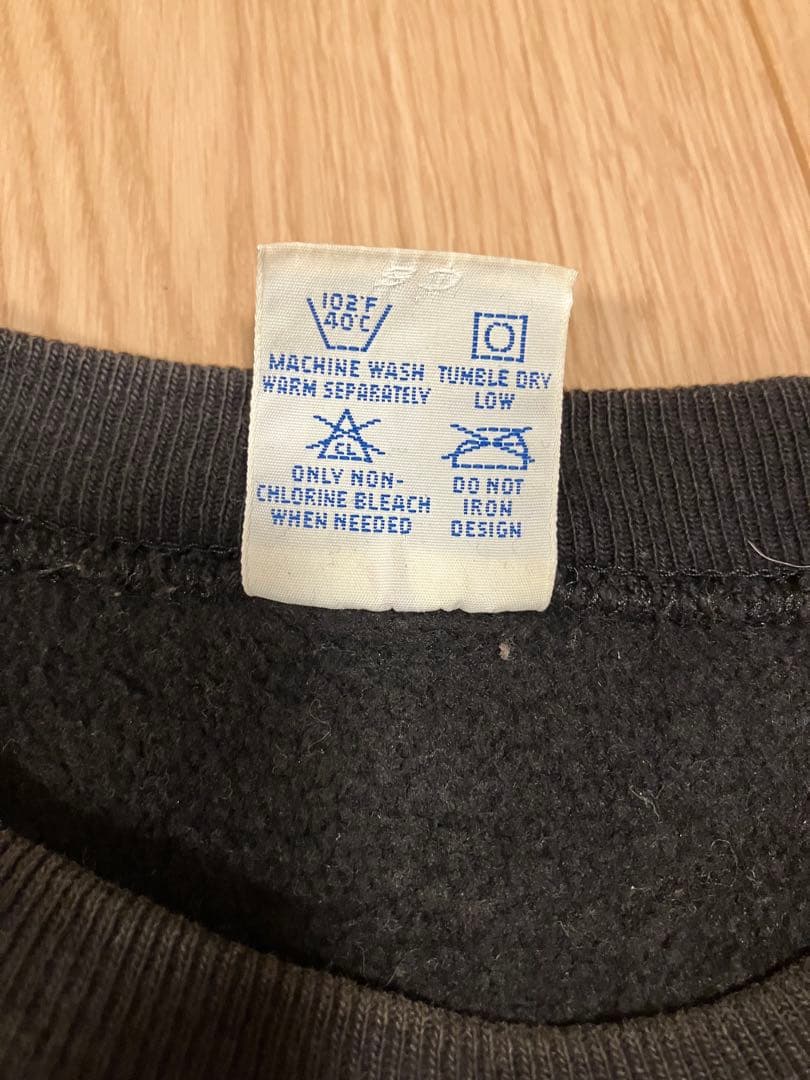 102°F
40°C
MACHINE WASH
WARM SEPARATELY
TUMBLE DRY
LOW
CL
ONLY NON-
CHLORINE BLEACH
WHEN NEEDED
DO NOT
IRON
DESIGN